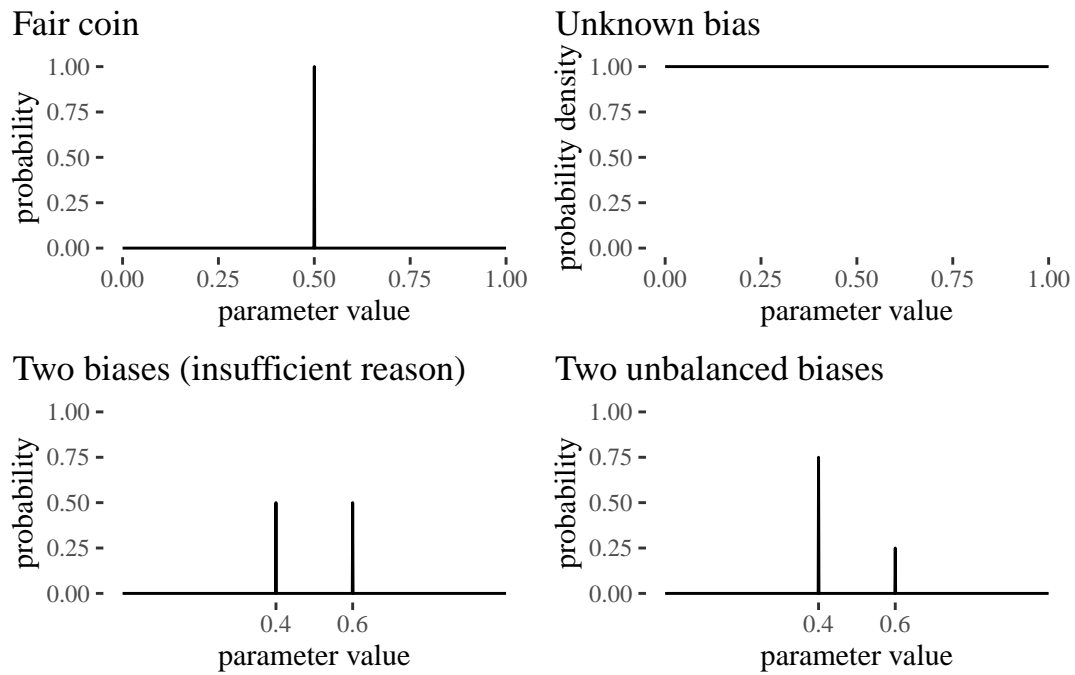 Fair coin
probability
1.00
0.75
0.50
0.25
0.00
0.00 0.25 0.50 0.75 1.00
parameter value
Unknown bias
probability density
1.00
0.75
0.50
0.25
0.00
0.00 0.25 0.50 0.75 1.00
parameter value
Two biases (insufficient reason)
probability
1.00
0.75
0.50
0.25
0.00
0.4 0.6
parameter value
Two unbalanced biases
probability
1.00
0.75
0.50
0.25
0.00
0.4 0.6
parameter value